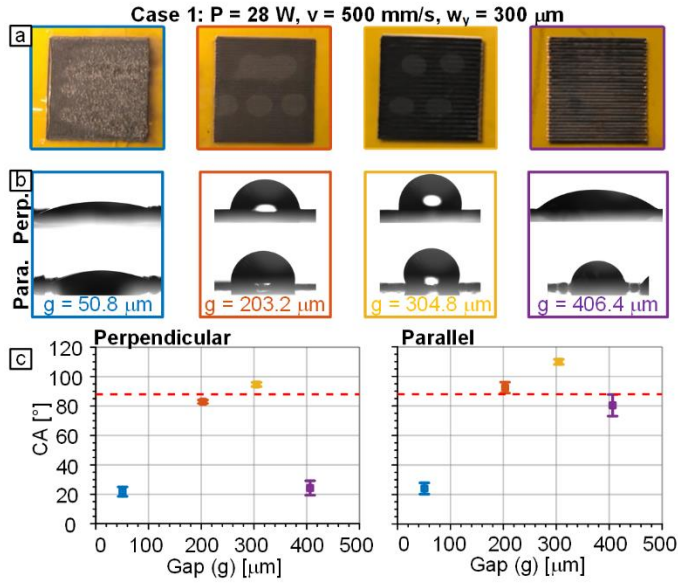 Case 1: P = 28 W, v = 500 mm/s, wᵧ = 300 μm
a
b
Perp.
Para.
g = 50.8 μm
g = 203.2 μm
g = 304.8 μm
g = 406.4 μm
c
Perpendicular
Parallel
120
100
80
60
40
20
0
CA [°]
0 100 200 300 400 500
0 100 200 300 400 500
Gap (g) [μm]
Gap (g) [μm]